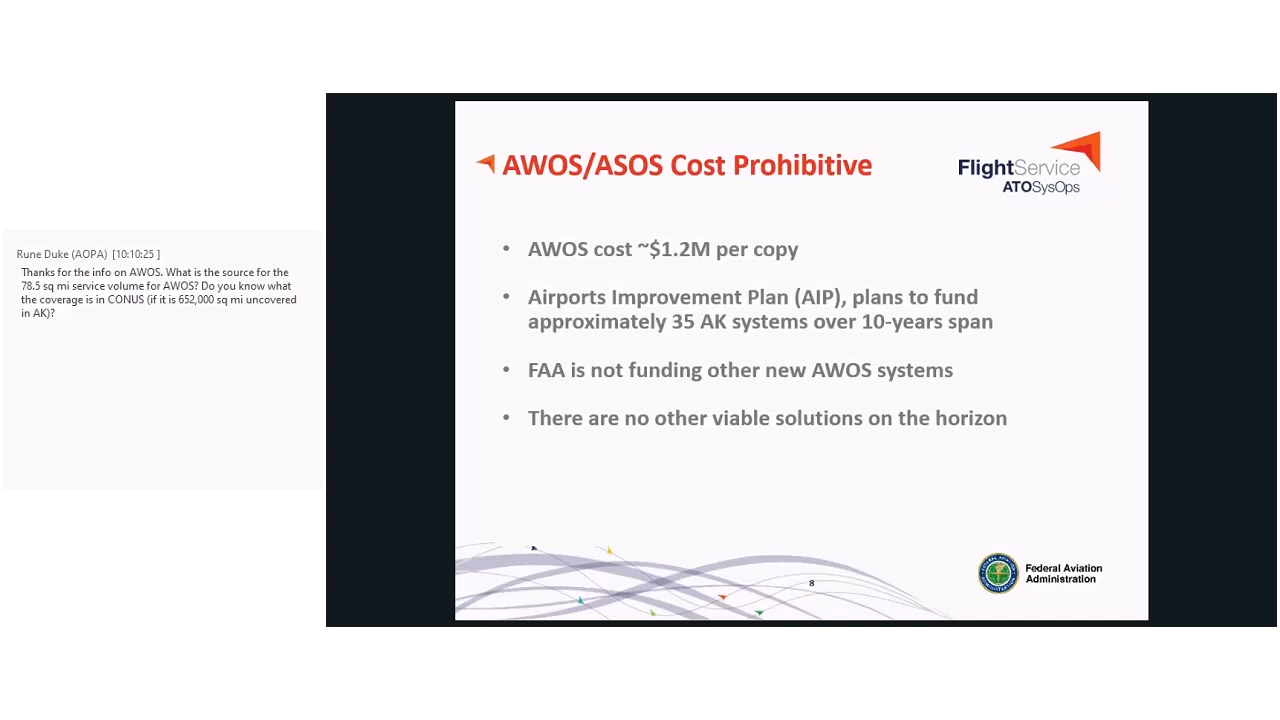 Rune Duke (AOPA) [10:10:25 ]
Thanks for the info on AWOS. What is the source for the
78.5 sq mi service volume for AWOS? Do you know what
the coverage is in CONUS (if it is 652,000 sq mi uncovered
in AK)?
AWOS/ASOS Cost Prohibitive
FlightService
ATOSysOps
• AWOS cost ~$1.2M per copy
• Airports Improvement Plan (AIP), plans to fund
approximately 35 AK systems over 10-years span
• FAA is not funding other new AWOS systems
• There are no other viable solutions on the horizon
8
Federal Aviation
Administration